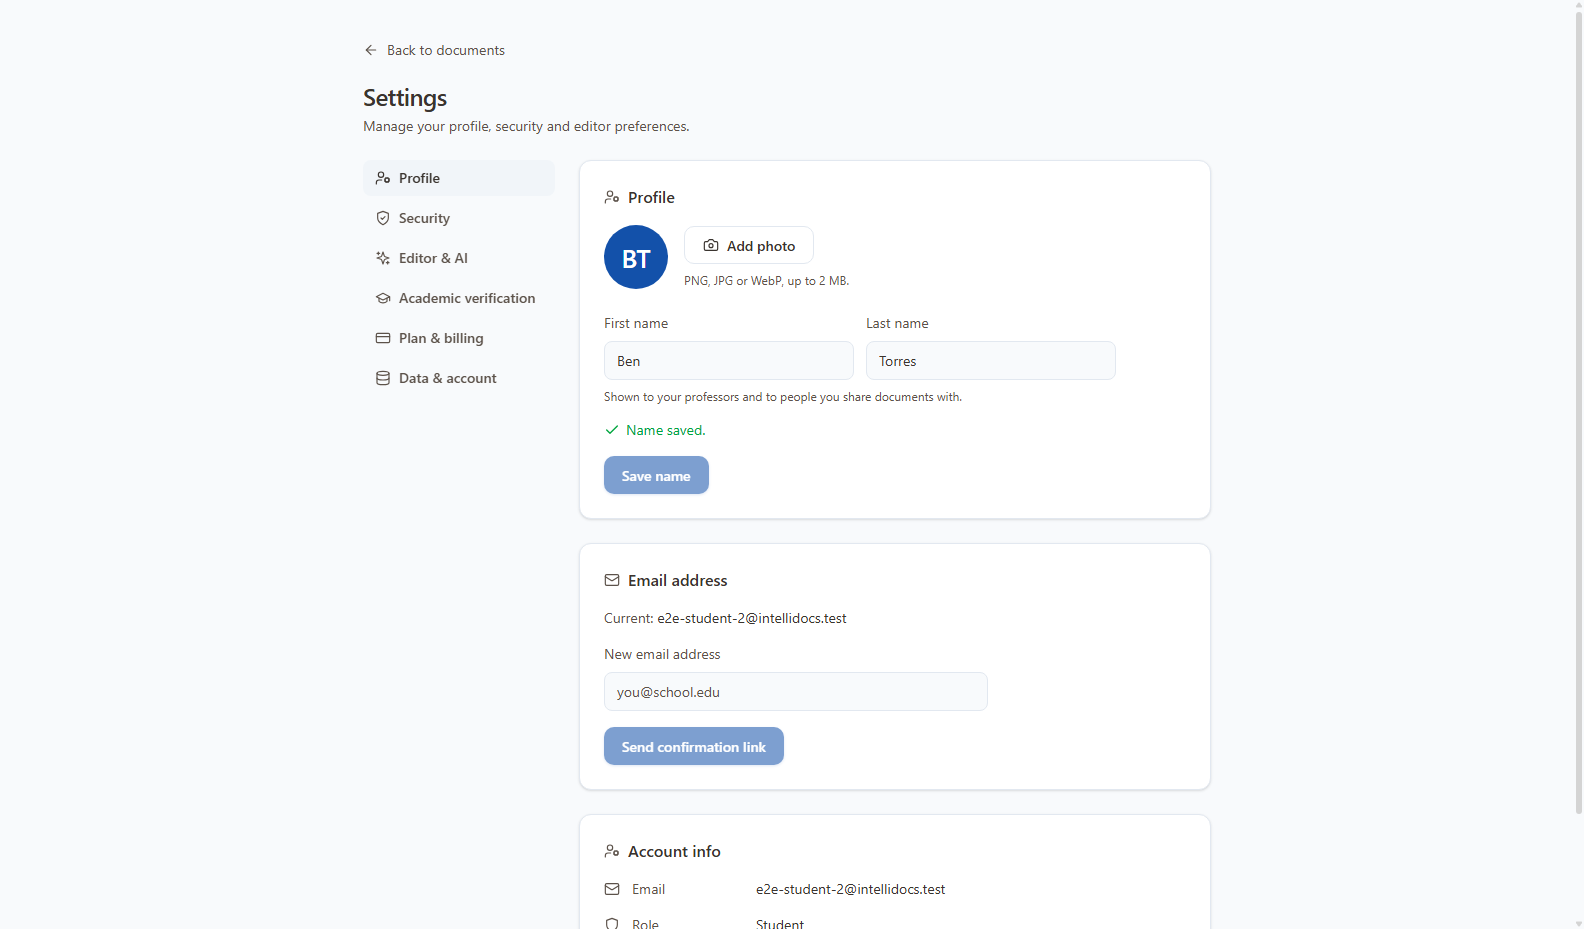 Back to documents
Settings
Manage your profile, security and editor preferences.
Profile
Security
Editor & AI
Academic verification
Plan & billing
Data & account
Profile
BT
Add photo
PNG, JPG or WebP, up to 2 MB.
First name
Last name
Ben
Torres
Shown to your professors and to people you share documents with.
Name saved.
Save name
Email address
Current: e2e-student-2@intellidocs.test
New email address
you@school.edu
Send confirmation link
Account info
Email e2e-student-2@intellidocs.test
Role Student